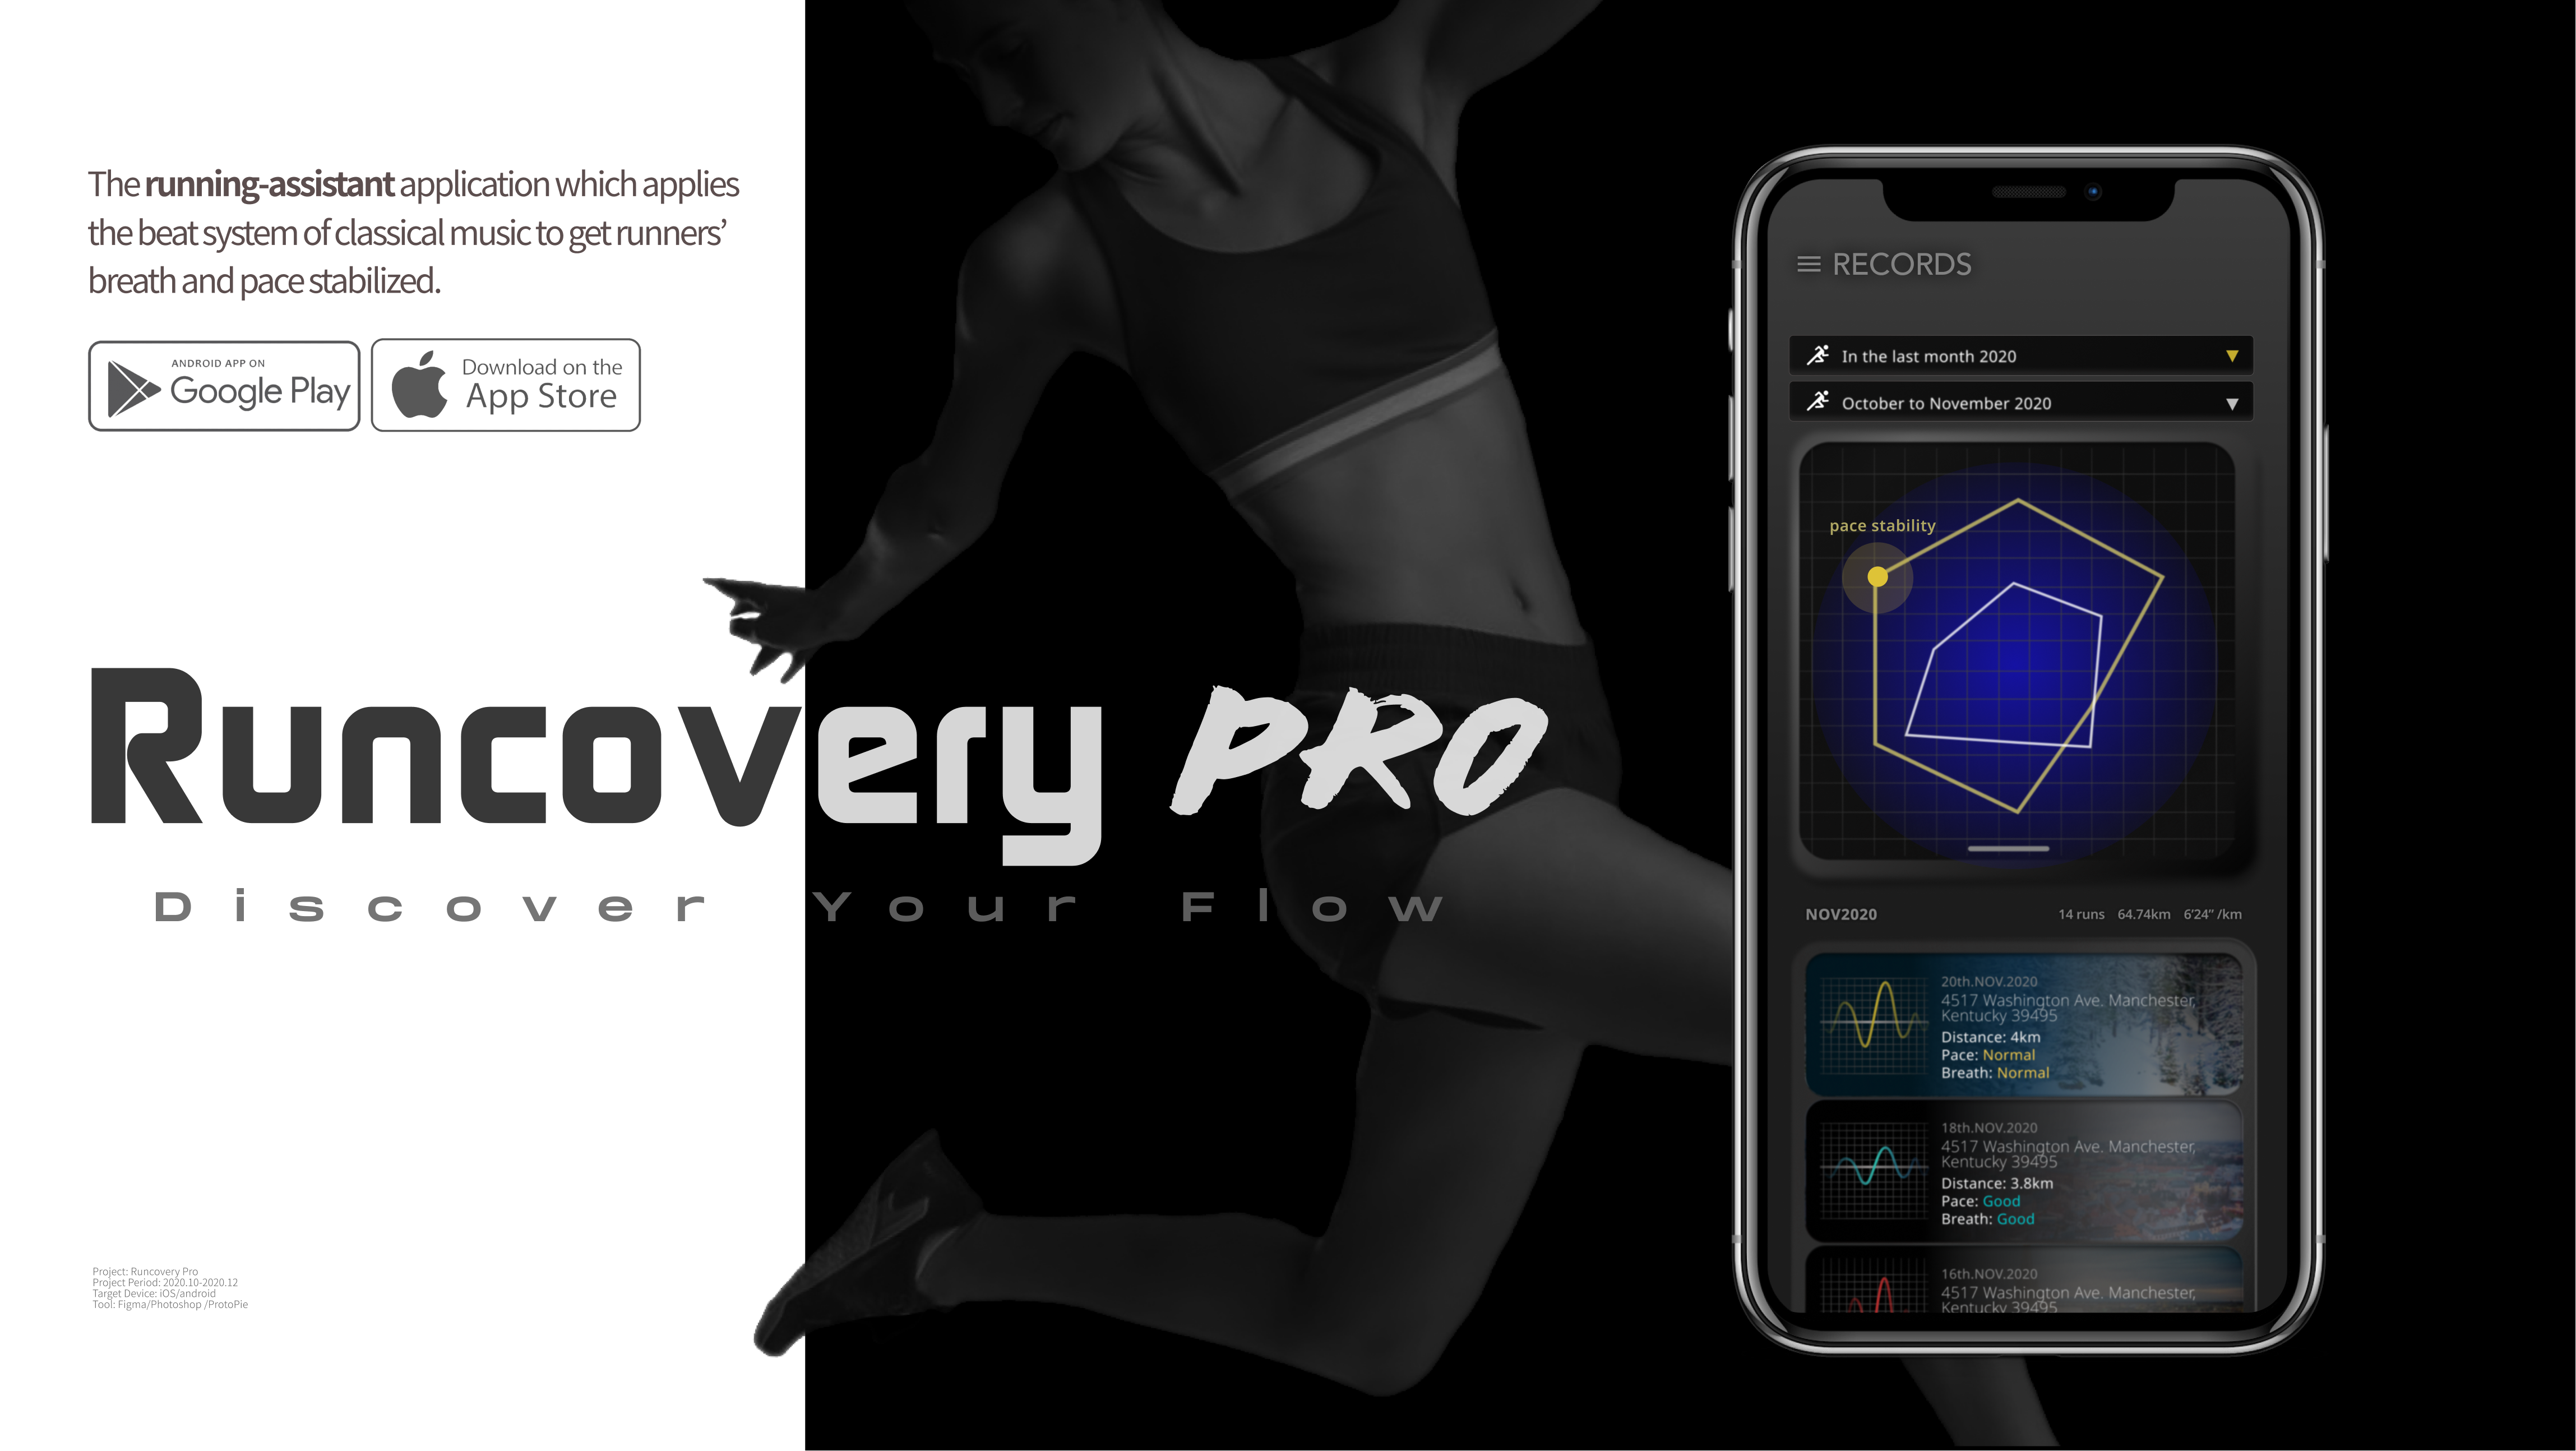 The running-assistant application which applies
the beat system of classical music to get runners’
breath and pace stabilized.
ANDROID APP ON
Google Play
Download on the
App Store
Runcovery PRO
Discover Your Flow
Project: Runcovery Pro
Project Period: 2020.10-2020.12
Target Device: iOS/android
Tool: Figma/Photoshop /ProtoPie
RECORDS
In the last month 2020
October to November 2020
pace stability
NOV2020 14 runs 64.74km 6’24’’ /km
20th.NOV.2020
4517 Washington Ave. Manchester,
Kentucky 39495
Distance: 4km
Pace: Normal
Breath: Normal
18th.NOV.2020
4517 Washington Ave. Manchester,
Kentucky 39495
Distance: 3.8km
Pace: Good
Breath: Good
16th.NOV.2020
4517 Washington Ave. Manchester,
Kentucky 39495